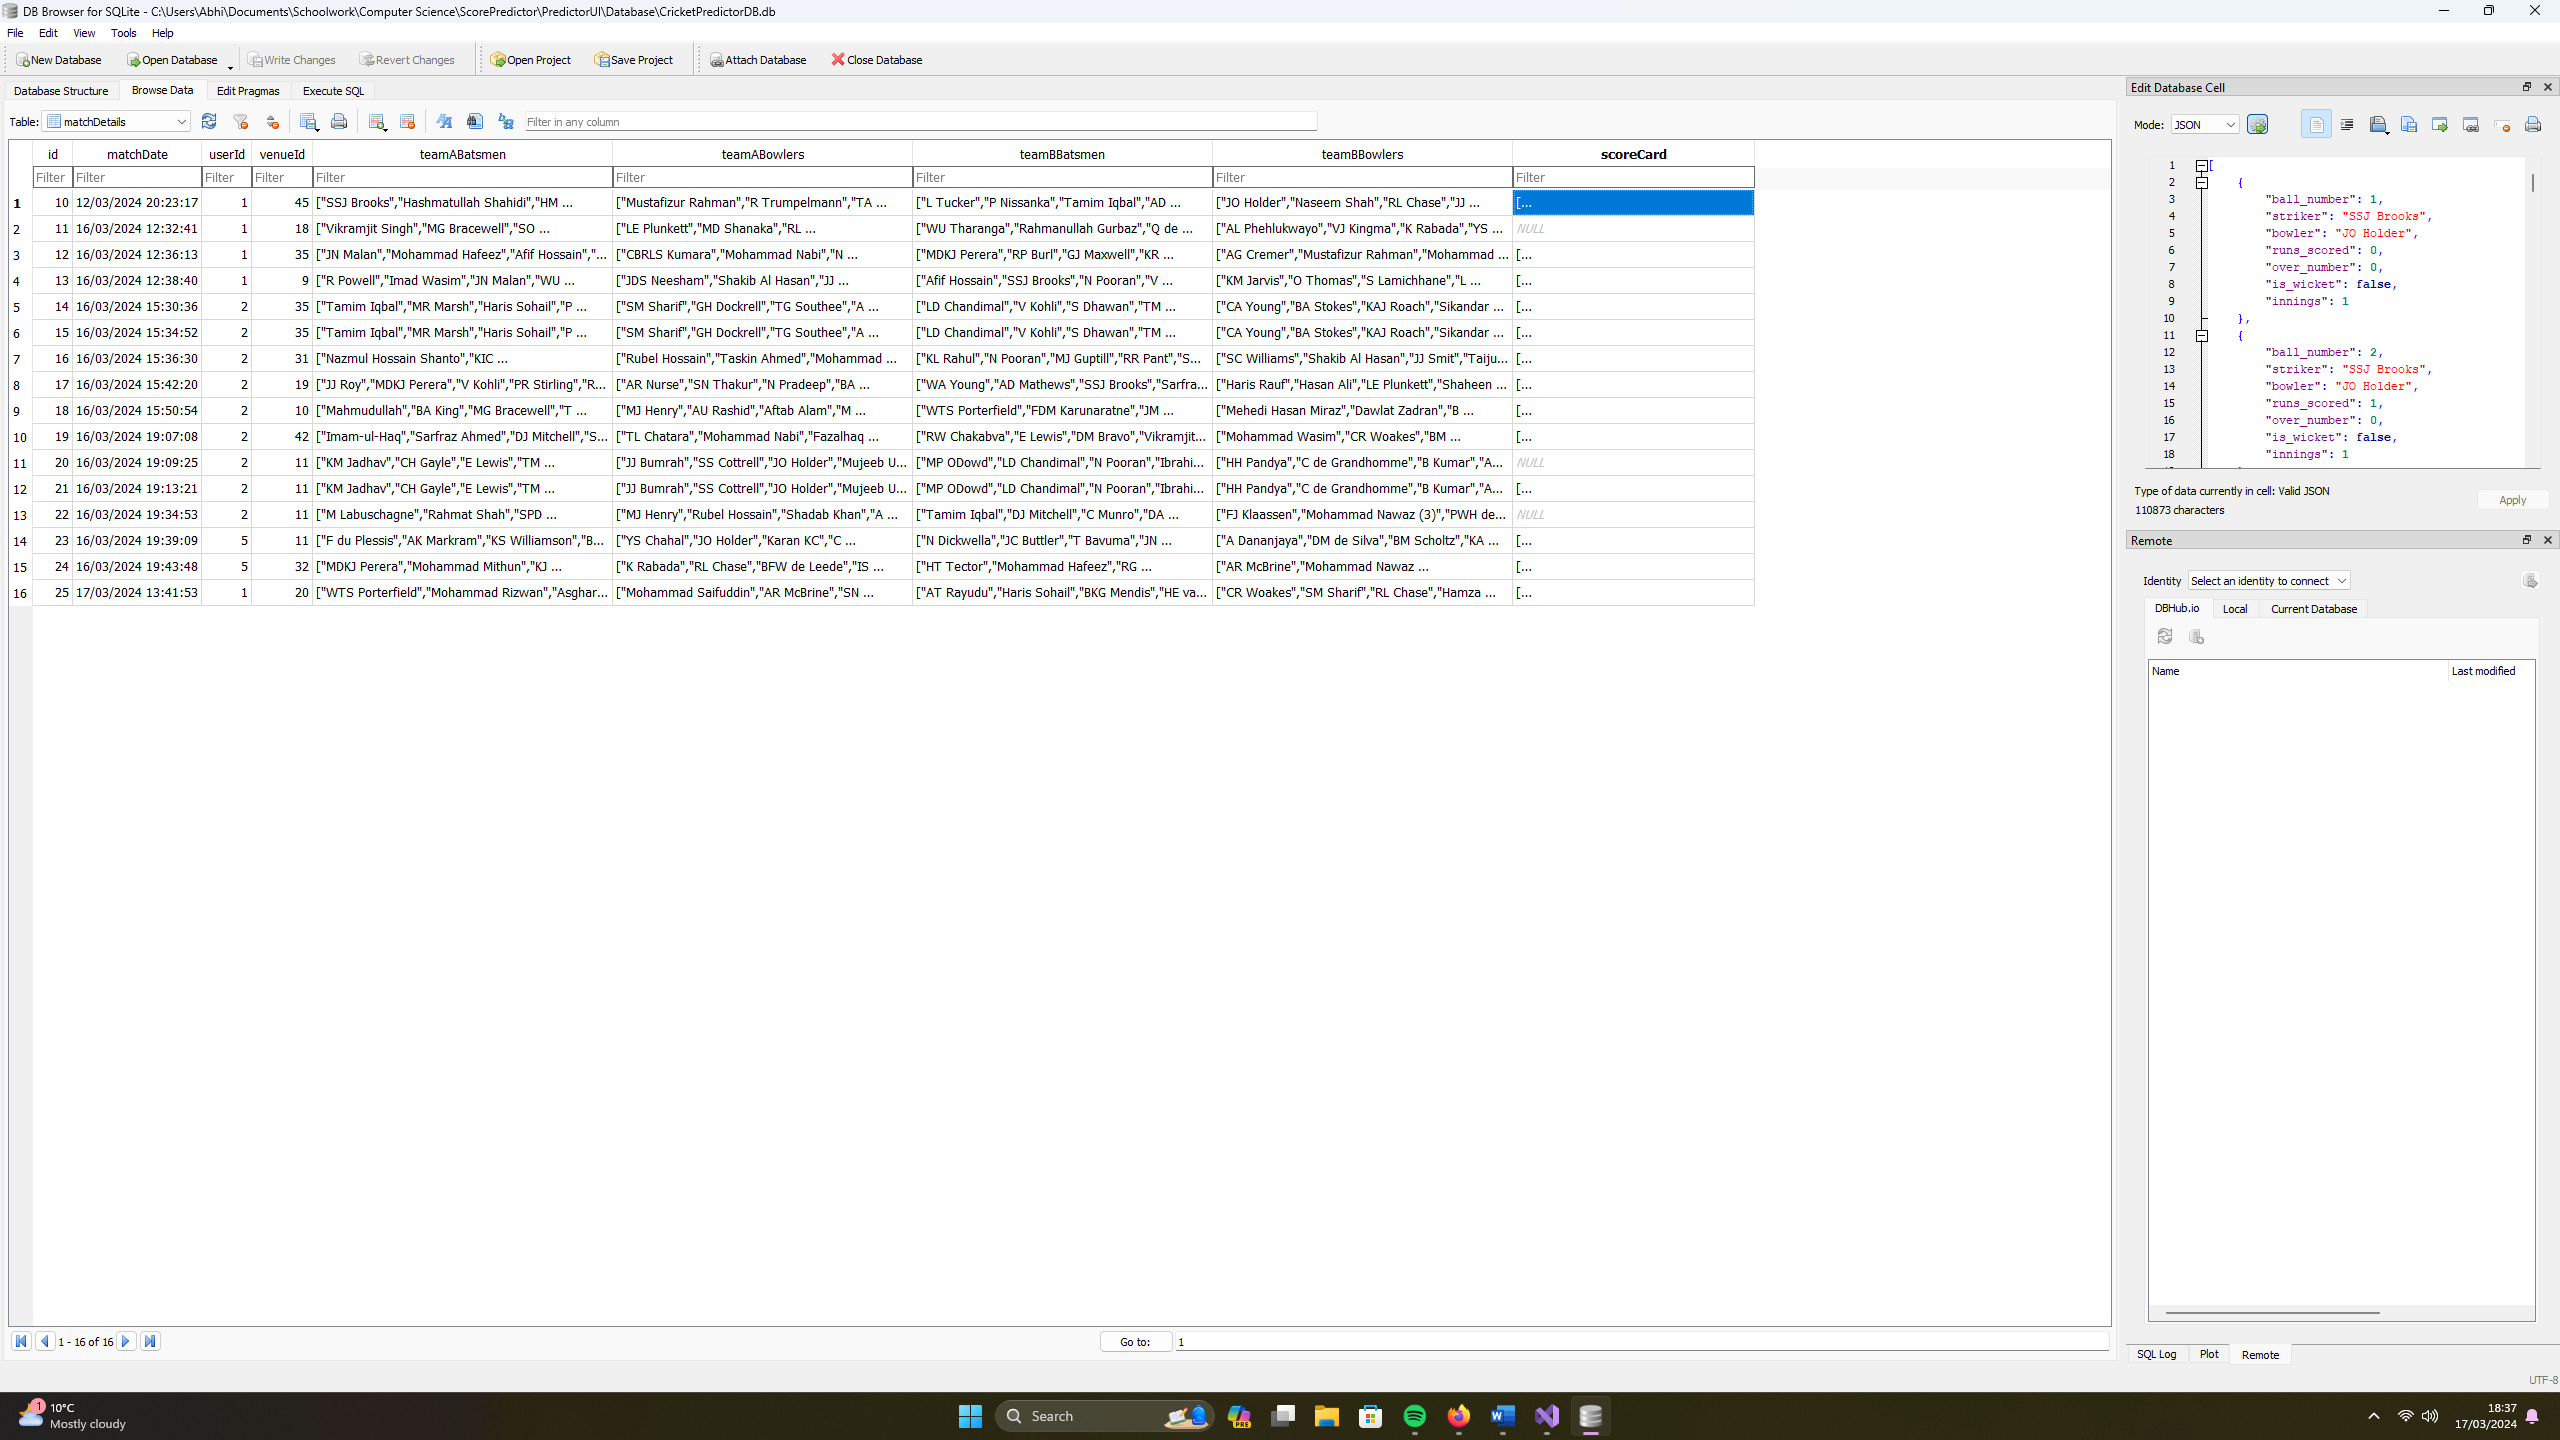 DB Browser for SQLite - C:\Users\Abhi\Documents\Schoolwork\Computer Science\ScorePredictor\PredictorUI\Database\CricketPredictorDB.db
File Edit View Tools Help
New Database Open Database Write Changes Revert Changes Open Project Save Project Attach Database Close Database
Database Structure Browse Data Edit Pragmas Execute SQL
Table: matchDetails Filter in any column
id matchDate userId venueId teamABatsmen teamABowlers teamBBatsmen teamBBowlers scoreCard
Filter Filter Filter Filter Filter Filter Filter Filter Filter
1 10 12/03/2024 20:23:17 1 45 ["SSJ Brooks","Hashmatullah Shahidi","HM ... ["Mustafizur Rahman","R Trumpelmann","TA ... ["L Tucker","P Nissanka","Tamim Iqbal","AD ... ["JO Holder","Naseem Shah","RL Chase","JJ ... [...
2 11 16/03/2024 12:32:41 1 18 ["Vikramjit Singh","MG Bracewell","SO ... ["LE Plunkett","MD Shanaka","RL ... ["WU Tharanga","Rahmanullah Gurbaz","Q de ... ["AL Phehlukwayo","VJ Kingma","K Rabada","YS ... NULL
3 12 16/03/2024 12:36:13 1 35 ["JN Malan","Mohammad Hafeez","Afif Hossain","... ["CBRLS Kumara","Mohammad Nabi","N ... ["MDKJ Perera","RP Burl","GJ Maxwell","KR ... ["AG Cremer","Mustafizur Rahman","Mohammad ... [...
4 13 16/03/2024 12:38:40 1 9 ["R Powell","Imad Wasim","JN Malan","WU ... ["JDS Neesham","Shakib Al Hasan","JJ ... ["Afif Hossain","SSJ Brooks","N Pooran","V ... ["KM Jarvis","O Thomas","S Lamichhane","L ... [...
5 14 16/03/2024 15:30:36 2 35 ["Tamim Iqbal","MR Marsh","Haris Sohail","P ... ["SM Sharif","GH Dockrell","TG Southee","A ... ["LD Chandimal","V Kohli","S Dhawan","TM ... ["CA Young","BA Stokes","KAJ Roach","Sikandar ... [...
6 15 16/03/2024 15:34:52 2 35 ["Tamim Iqbal","MR Marsh","Haris Sohail","P ... ["SM Sharif","GH Dockrell","TG Southee","A ... ["LD Chandimal","V Kohli","S Dhawan","TM ... ["CA Young","BA Stokes","KAJ Roach","Sikandar ... [...
7 16 16/03/2024 15:36:30 2 31 ["Nazmul Hossain Shanto","KIC ... ["Rubel Hossain","Taskin Ahmed","Mohammad ... ["KL Rahul","N Pooran","MJ Guptill","RR Pant","S... ["SC Williams","Shakib Al Hasan","JJ Smit","Taiju... [...
8 17 16/03/2024 15:42:20 2 19 ["JJ Roy","MDKJ Perera","V Kohli","PR Stirling","R... ["AR Nurse","SN Thakur","N Pradeep","BA ... ["WA Young","AD Mathews","SSJ Brooks","Sarfra... ["Haris Rauf","Hasan Ali","LE Plunkett","Shaheen ... [...
9 18 16/03/2024 15:50:54 2 10 ["Mahmudullah","BA King","MG Bracewell","T ... ["MJ Henry","AU Rashid","Aftab Alam","M ... ["WTS Porterfield","FDM Karunaratne","JM ... ["Mehedi Hasan Miraz","Dawlat Zadran","B ... [...
10 19 16/03/2024 19:07:08 2 42 ["Imam-ul-Haq","Sarfraz Ahmed","DJ Mitchell","S... ["TL Chatara","Mohammad Nabi","Fazalhaq ... ["RW Chakabva","E Lewis","DM Bravo","Vikramjit... ["Mohammad Wasim","CR Woakes","BM ... [...
11 20 16/03/2024 19:09:25 2 11 ["KM Jadhav","CH Gayle","E Lewis","TM ... ["JJ Bumrah","SS Cottrell","JO Holder","Mujeeb U... ["MP ODowd","LD Chandimal","N Pooran","Ibrahi... ["HH Pandya","C de Grandhomme","B Kumar","A... NULL
12 21 16/03/2024 19:13:21 2 11 ["KM Jadhav","CH Gayle","E Lewis","TM ... ["JJ Bumrah","SS Cottrell","JO Holder","Mujeeb U... ["MP ODowd","LD Chandimal","N Pooran","Ibrahi... ["HH Pandya","C de Grandhomme","B Kumar","A... [...
13 22 16/03/2024 19:34:53 2 11 ["M Labuschagne","Rahmat Shah","SPD ... ["MJ Henry","Rubel Hossain","Shadab Khan","A ... ["Tamim Iqbal","DJ Mitchell","C Munro","DA ... ["FJ Klaassen","Mohammad Nawaz (3)","PWH de... NULL
14 23 16/03/2024 19:39:09 5 11 ["F du Plessis","AK Markram","KS Williamson","B... ["YS Chahal","JO Holder","Karan KC","C ... ["N Dickwella","JC Buttler","T Bavuma","JN ... ["A Dananjaya","DM de Silva","BM Scholtz","KA ... [...
15 24 16/03/2024 19:43:48 5 32 ["MDKJ Perera","Mohammad Mithun","KJ ... ["K Rabada","RL Chase","BFW de Leede","IS ... ["HT Tector","Mohammad Hafeez","RG ... ["AR McBrine","Mohammad Nawaz ... [...
16 25 17/03/2024 13:41:53 1 20 ["WTS Porterfield","Mohammad Rizwan","Asghar... ["Mohammad Saifuddin","AR McBrine","SN ... ["AT Rayudu","Haris Sohail","BKG Mendis","HE va... ["CR Woakes","SM Sharif","RL Chase","Hamza ... [...
1 - 16 of 16 Go to: 1
Edit Database Cell
Mode: JSON
1 [
2 {
3 "ball_number": 1,
4 "striker": "SSJ Brooks",
5 "bowler": "JO Holder",
6 "runs_scored": 0,
7 "over_number": 0,
8 "is_wicket": false,
9 "innings": 1
10 },
11 {
12 "ball_number": 2,
13 "striker": "SSJ Brooks",
14 "bowler": "JO Holder",
15 "runs_scored": 1,
16 "over_number": 0,
17 "is_wicket": false,
18 "innings": 1
Type of data currently in cell: Valid JSON
110873 characters
Apply
Remote
Identity Select an identity to connect
DBHub.io Local Current Database
Name Last modified
SQL Log Plot Remote
UTF-8
1
10°C
Mostly cloudy
Search
PRE
18:37
17/03/2024